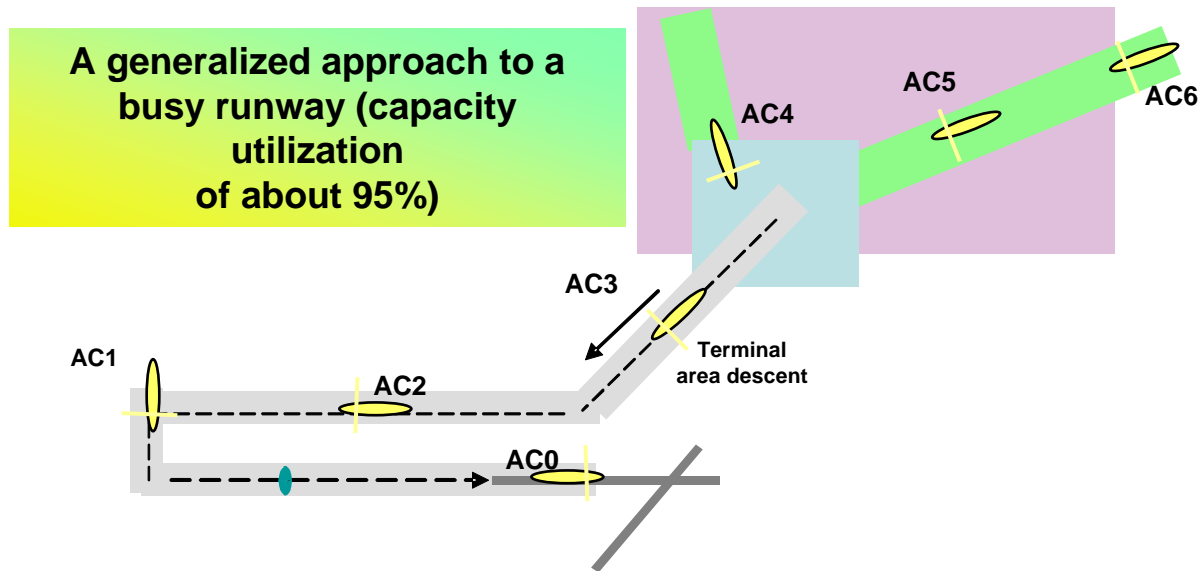 A generalized approach to a
busy runway (capacity
utilization
of about 95%)
AC4
AC5
AC6
AC3
Terminal
area descent
AC1
AC2
AC0